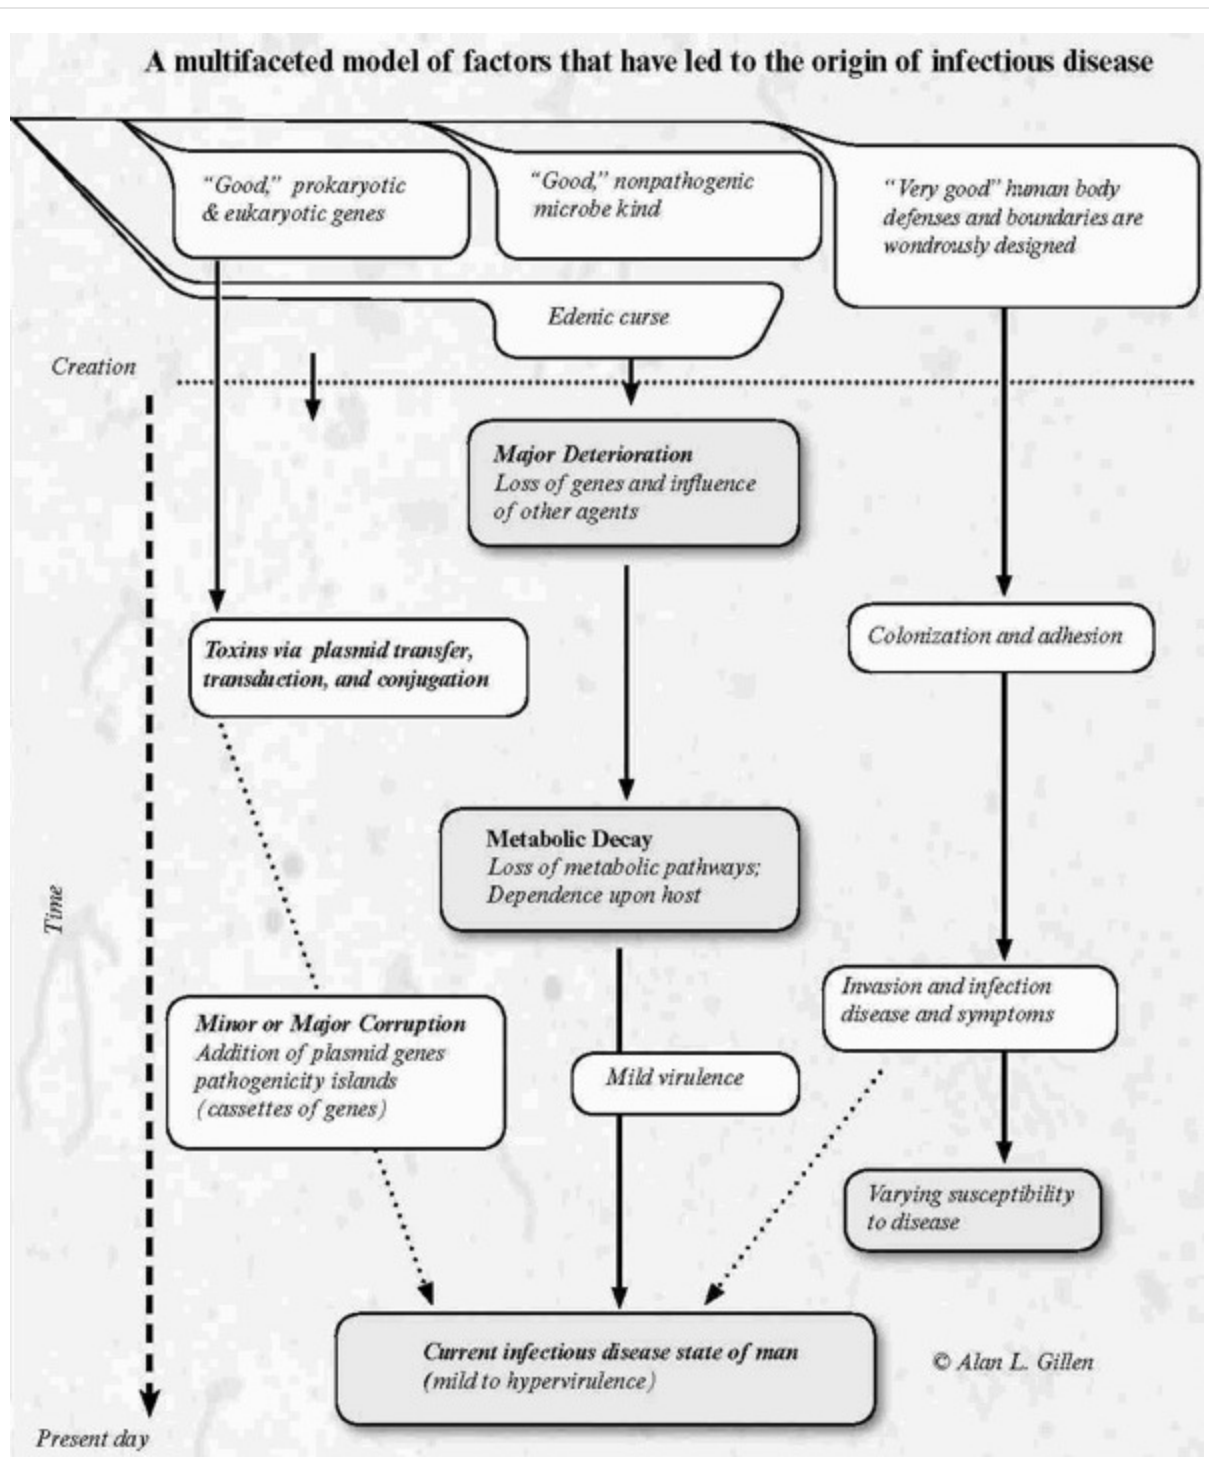 A multifaceted model of factors that have led to the origin of infectious disease
“Good,” prokaryotic
& eukaryotic genes
“Good,” nonpathogenic
microbe kind
“Very good” human body
defenses and boundaries are
wondrously designed
Edenic curse
Creation
Major Deterioration
Loss of genes and influence
of other agents
Toxins via plasmid transfer,
transduction, and conjugation
Colonization and adhesion
Metabolic Decay
Loss of metabolic pathways;
Dependence upon host
Time
Invasion and infection
disease and symptoms
Minor or Major Corruption
Addition of plasmid genes
pathogenicity islands
(cassettes of genes)
Mild virulence
Varying susceptibility
to disease
Current infectious disease state of man
(mild to hypervirulence)
© Alan L. Gillen
Present day